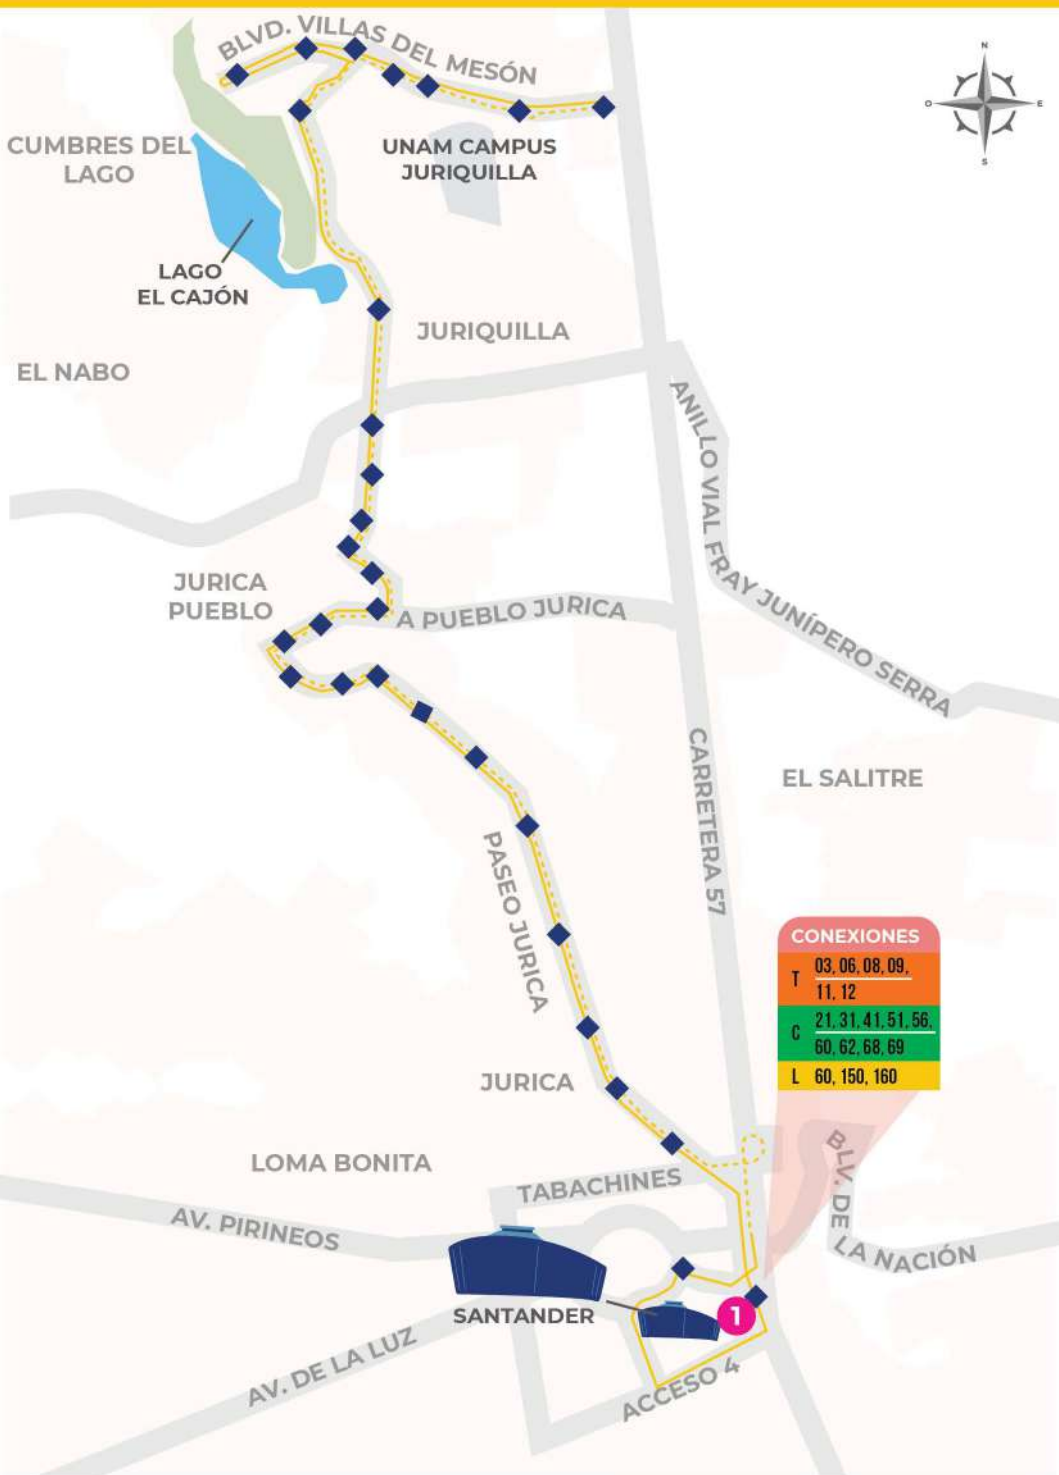 BLVD. VILLAS DEL MESÓN
N
O
E
S
CUMBRES DEL
LAGO
UNAM CAMPUS
JURIQUILLA
LAGO
EL CAJÓN
JURIQUILLA
EL NABO
ANILLO VIAL FRAY JUNÍPERO SERRA
JURICA
PUEBLO
A PUEBLO JURICA
CARRETERA 57
EL SALITRE
PASEO JURICA
CONEXIONES
T 03, 06, 08, 09,
11, 12
C 21, 31, 41, 51, 56,
60, 62, 68, 69
L 60, 150, 160
JURICA
LOMA BONITA
TABACHINES
BLV. DE
LA NACIÓN
AV. PIRINEOS
SANTANDER
1
AV. DE LA LUZ
ACCESO 4